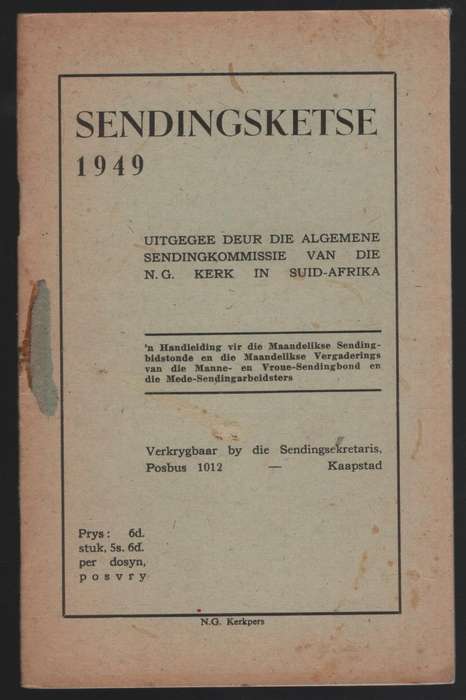 SENDINGSKETSE
1949
UITGEGEE DEUR DIE ALGEMENE
SENDINGKOMMISSIE VAN DIE
N. G. KERK IN SUID-AFRIKA
'n Handleiding vir die Maandelikse Sending-
bidstonde en die Maandelikse Vergaderings
van die Manne- en Vroue-Sendingbond en
die Mede-Sendingarbeidsters
Verkrygbaar by die Sendingsekretaris,
Posbus 1012 — Kaapstad
Prys: 6d.
stuk, 5s. 6d.
per dosyn,
posvry
N.G. Kerkpers